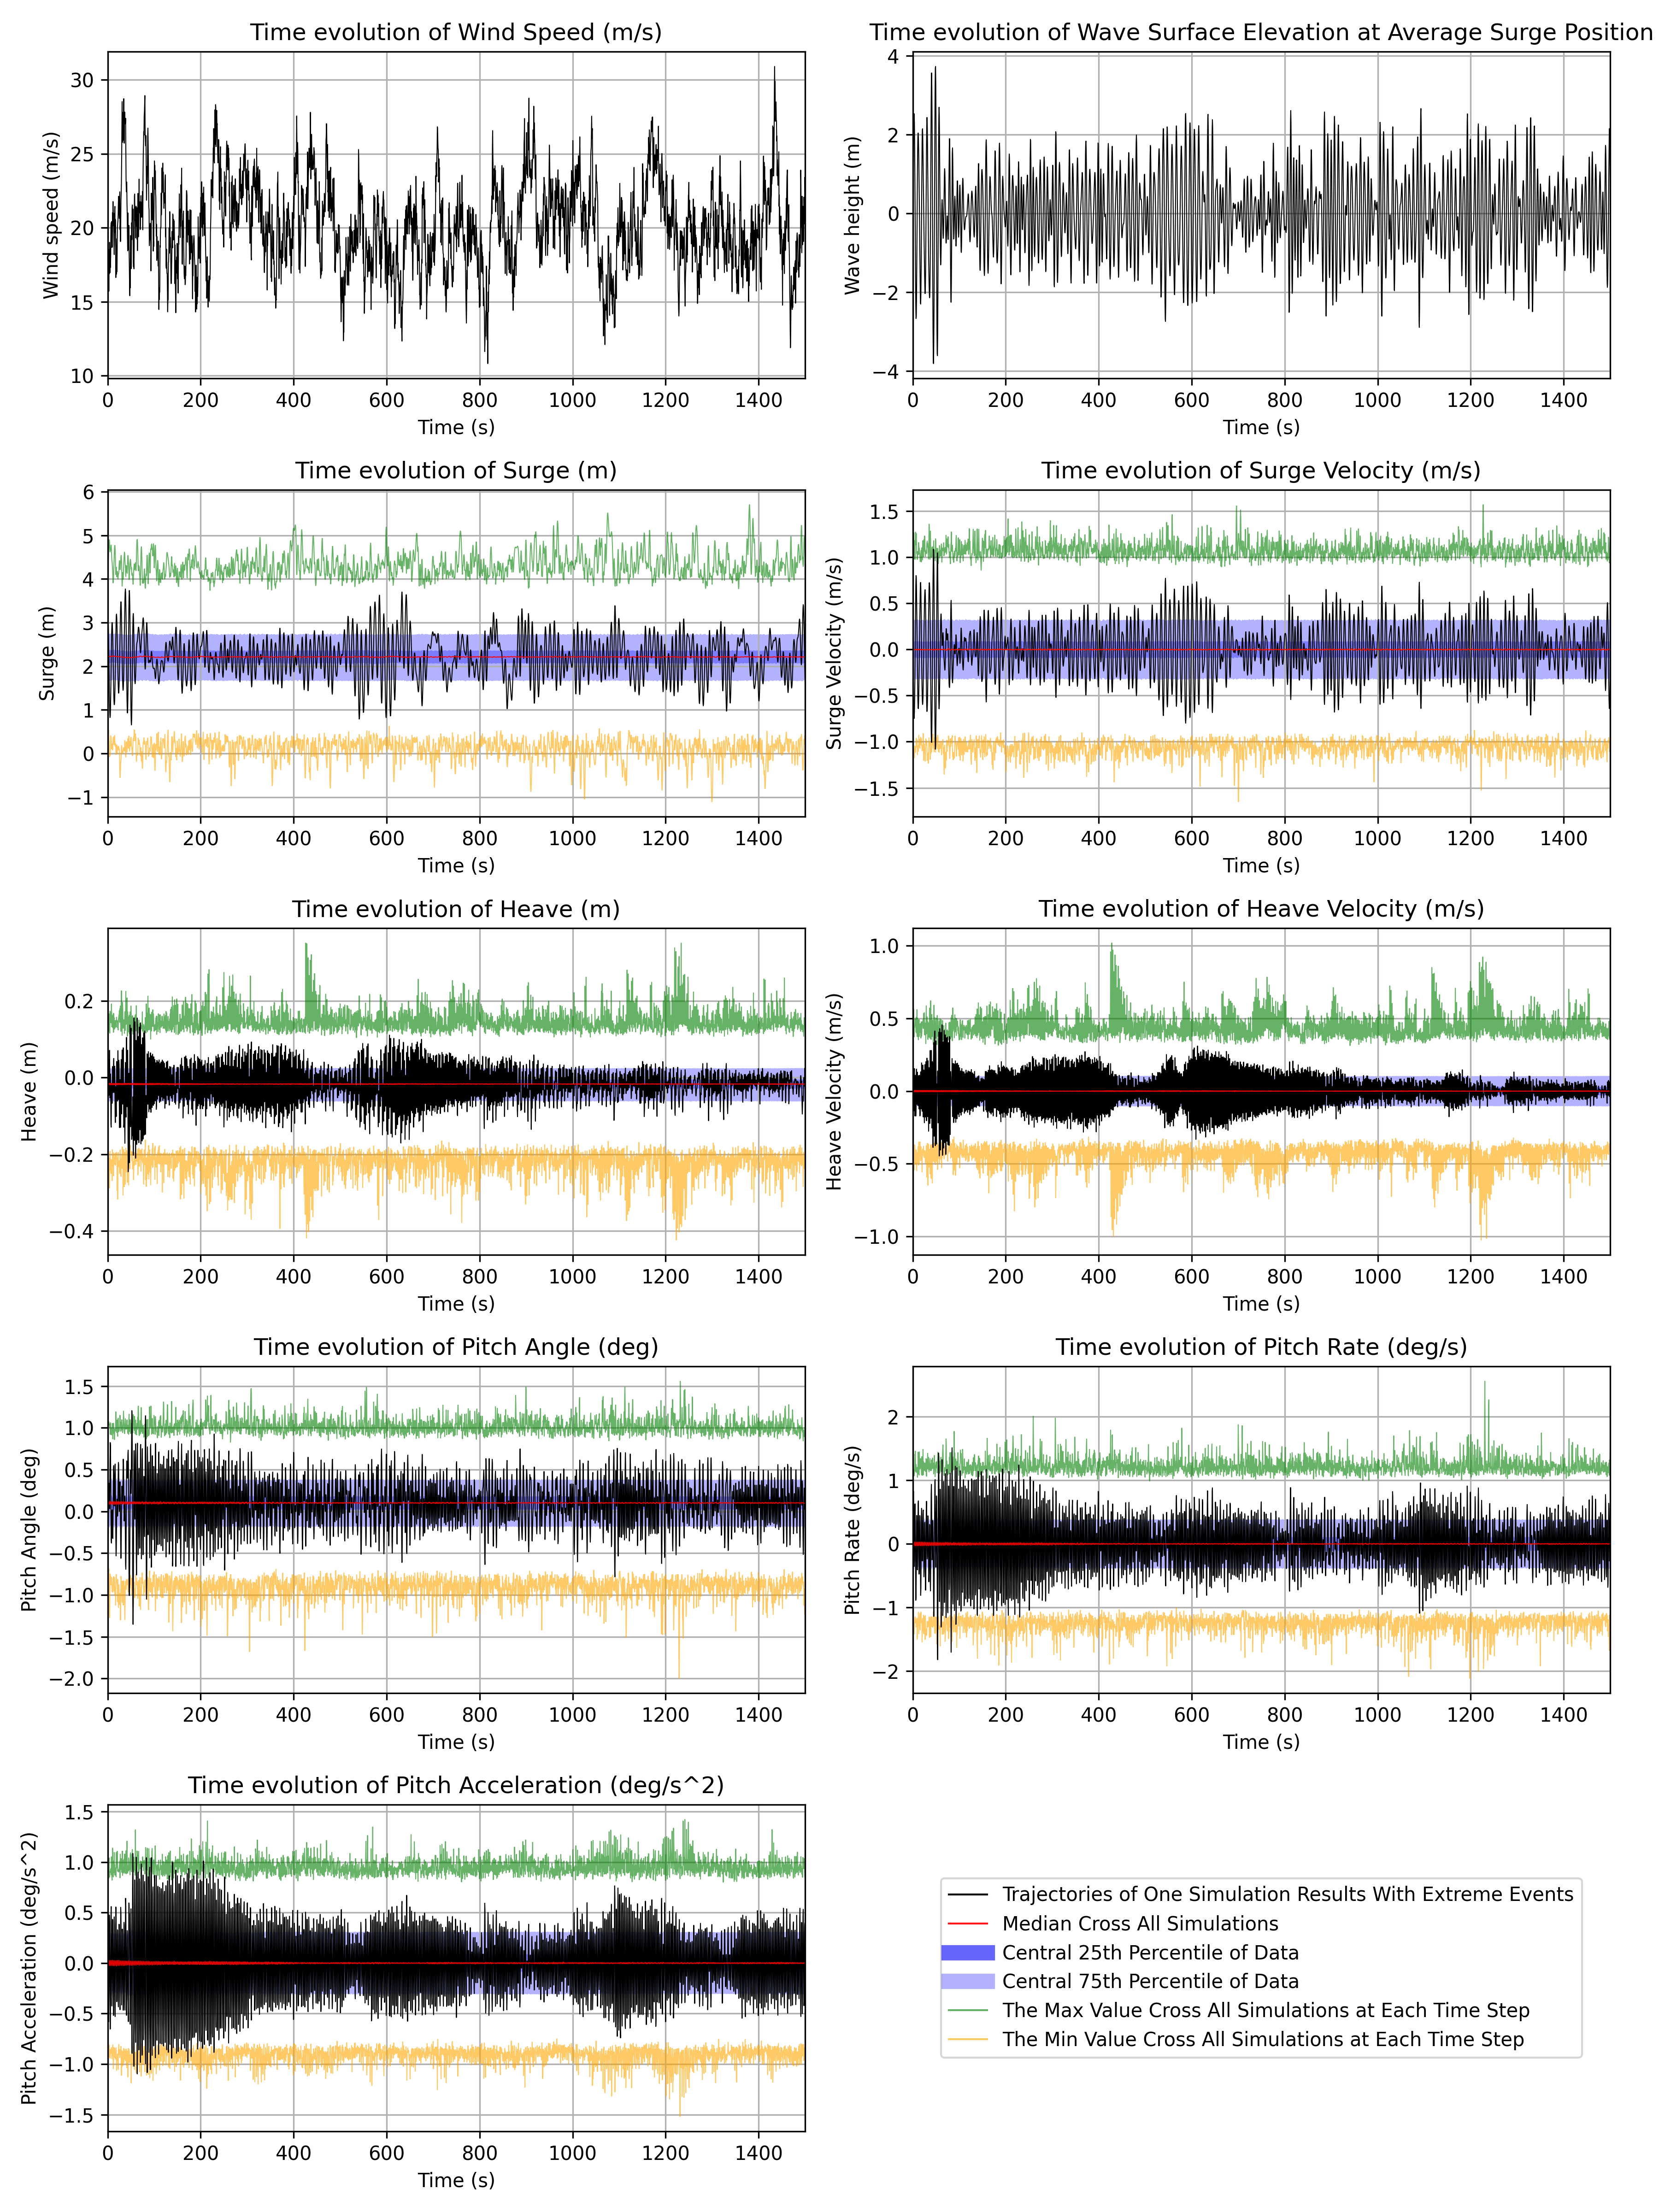 Time evolution of Wind Speed (m/s)
Wind speed (m/s)
30
25
20
15
10
0 200 400 600 800 1000 1200 1400
Time (s)
Time evolution of Wave Surface Elevation at Average Surge Position
Wave height (m)
4
2
0
−2
−4
0 200 400 600 800 1000 1200 1400
Time (s)
Time evolution of Surge (m)
Surge (m)
6
5
4
3
2
1
0
−1
0 200 400 600 800 1000 1200 1400
Time (s)
Time evolution of Surge Velocity (m/s)
Surge Velocity (m/s)
1.5
1.0
0.5
0.0
−0.5
−1.0
−1.5
0 200 400 600 800 1000 1200 1400
Time (s)
Time evolution of Heave (m)
Heave (m)
0.2
0.0
−0.2
−0.4
0 200 400 600 800 1000 1200 1400
Time (s)
Time evolution of Heave Velocity (m/s)
Heave Velocity (m/s)
1.0
0.5
0.0
−0.5
−1.0
0 200 400 600 800 1000 1200 1400
Time (s)
Time evolution of Pitch Angle (deg)
Pitch Angle (deg)
1.5
1.0
0.5
0.0
−0.5
−1.0
−1.5
−2.0
0 200 400 600 800 1000 1200 1400
Time (s)
Time evolution of Pitch Rate (deg/s)
Pitch Rate (deg/s)
2
1
0
−1
−2
0 200 400 600 800 1000 1200 1400
Time (s)
Time evolution of Pitch Acceleration (deg/s^2)
Pitch Acceleration (deg/s^2)
1.5
1.0
0.5
0.0
−0.5
−1.0
−1.5
0 200 400 600 800 1000 1200 1400
Time (s)
Trajectories of One Simulation Results With Extreme Events
Median Cross All Simulations
Central 25th Percentile of Data
Central 75th Percentile of Data
The Max Value Cross All Simulations at Each Time Step
The Min Value Cross All Simulations at Each Time Step